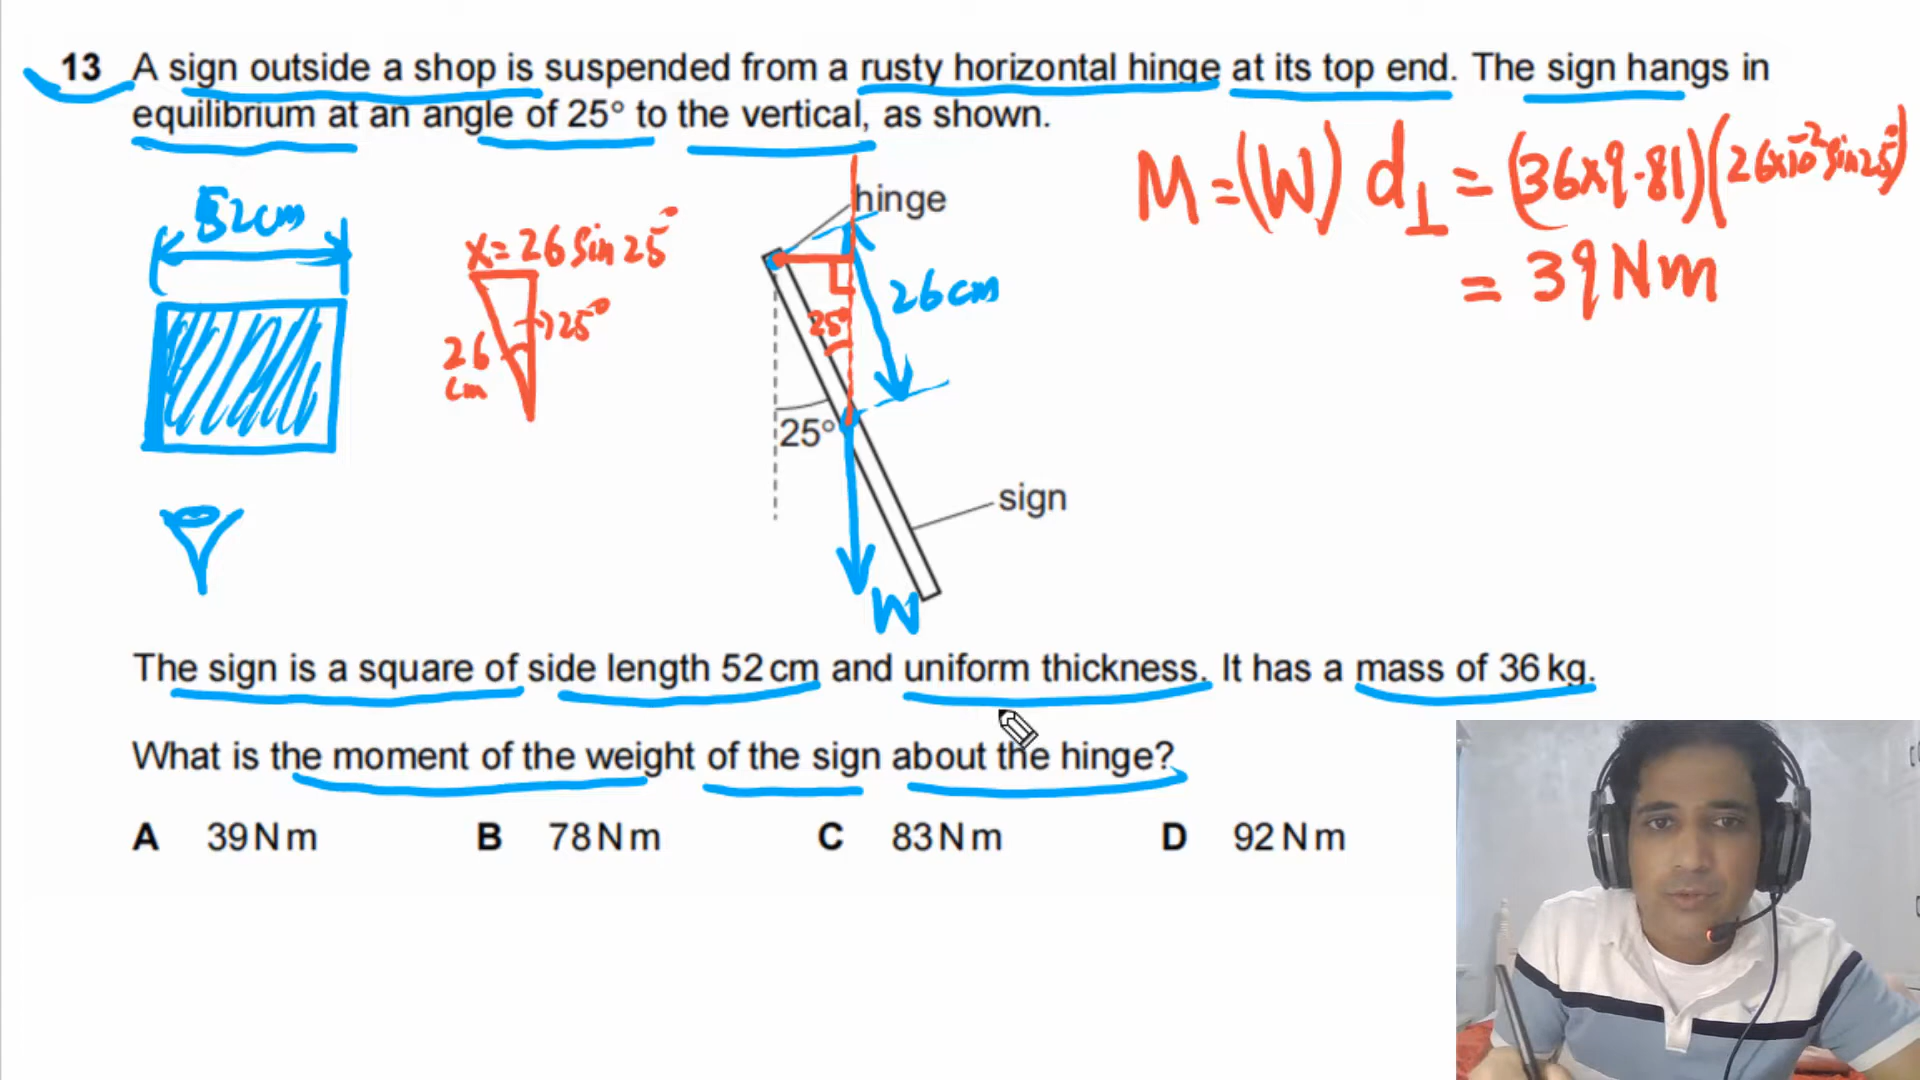 13 A sign outside a shop is suspended from a rusty horizontal hinge at its top end. The sign hangs in
equilibrium at an angle of 25° to the vertical, as shown.
M = (W) d⊥ = (36×9.81)(26×10⁻² sin25°)
= 39Nm
52cm
x = 26 sin 25°
26
cm
25°
hinge
26cm
25°
25°
sign
W
The sign is a square of side length 52 cm and uniform thickness. It has a mass of 36 kg.
What is the moment of the weight of the sign about the hinge?
A 39 N m B 78 N m C 83 N m D 92 N m